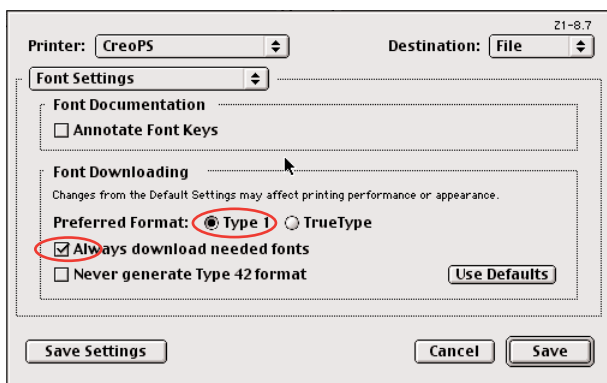 Z1-8.7
Printer: CreoPS Destination: File
Font Settings
Font Documentation
Annotate Font Keys
Font Downloading
Changes from the Default Settings may affect printing performance or appearance.
Preferred Format: Type 1 TrueType
Always download needed fonts
Never generate Type 42 format Use Defaults
Save Settings Cancel Save